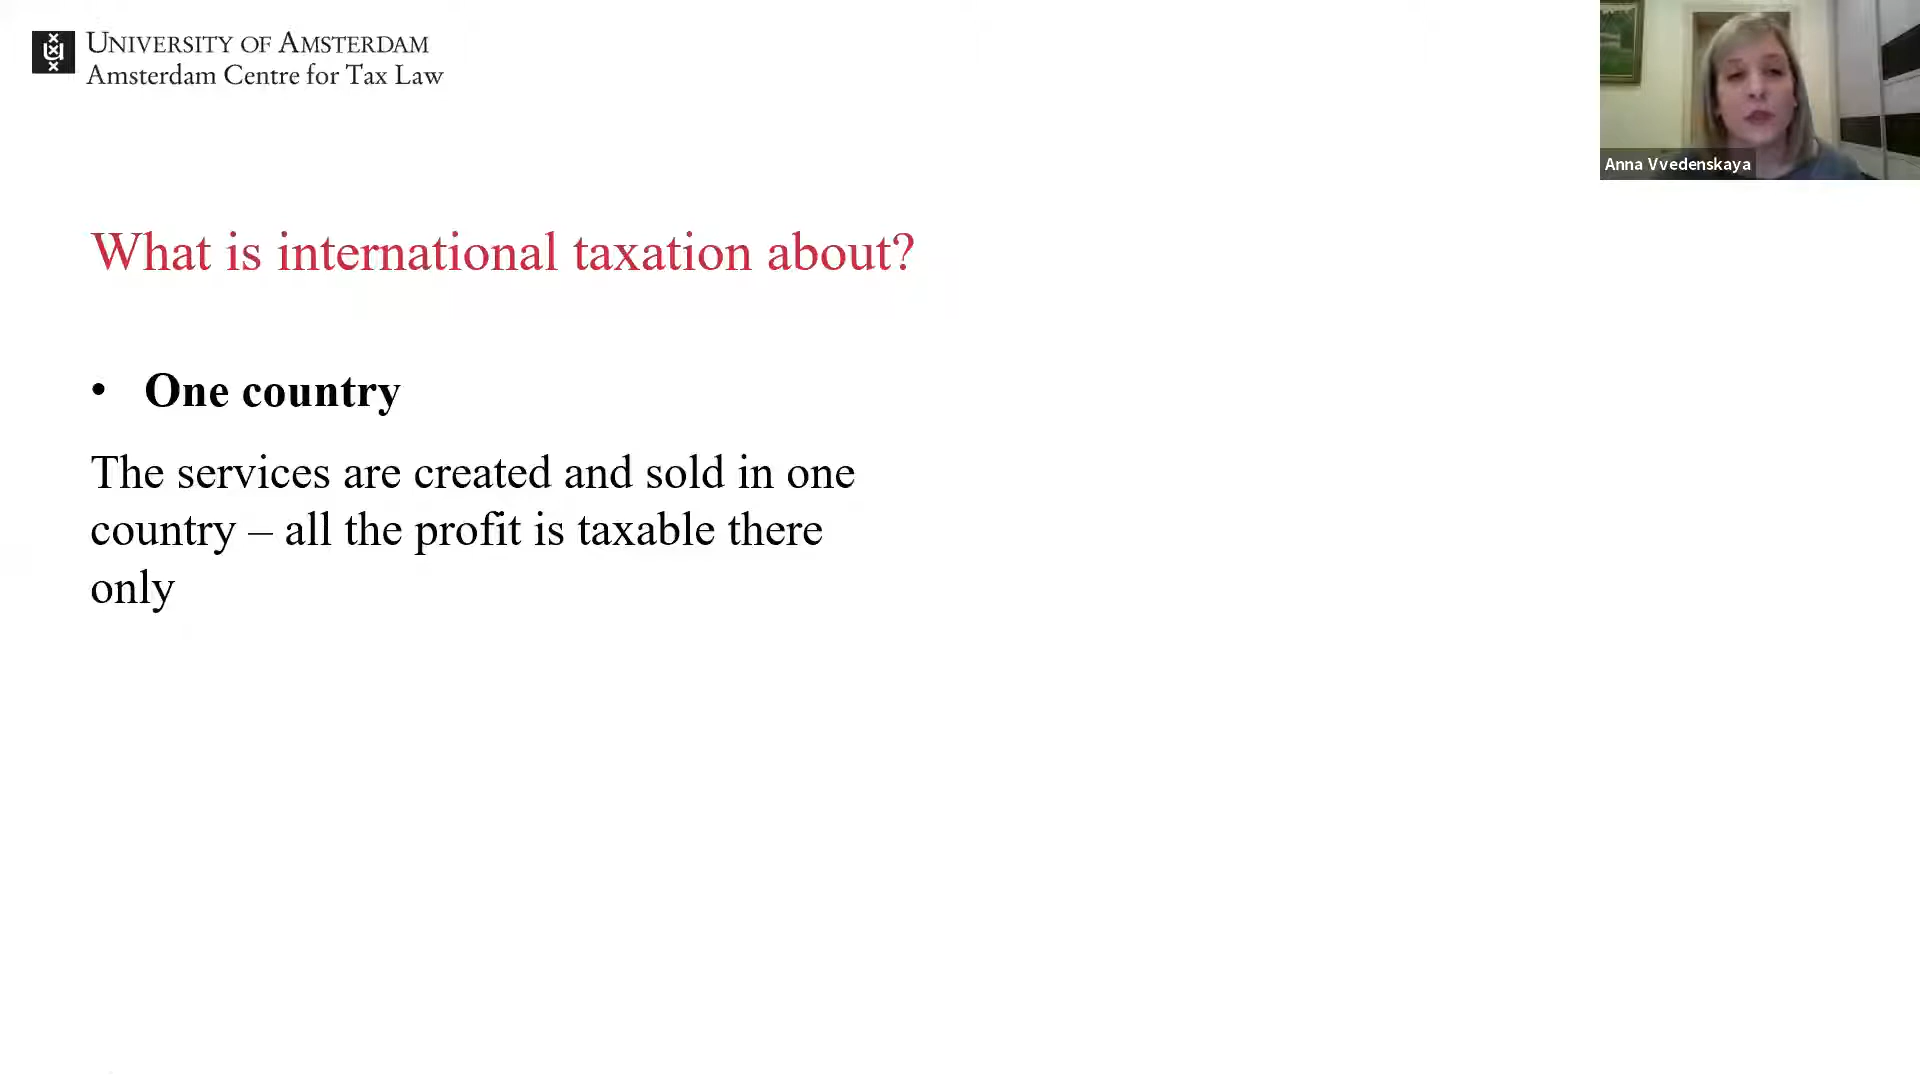 UNIVERSITY OF AMSTERDAM
Amsterdam Centre for Tax Law
Anna Vvedenskaya
What is international taxation about?
• One country
The services are created and sold in one
country – all the profit is taxable there
only